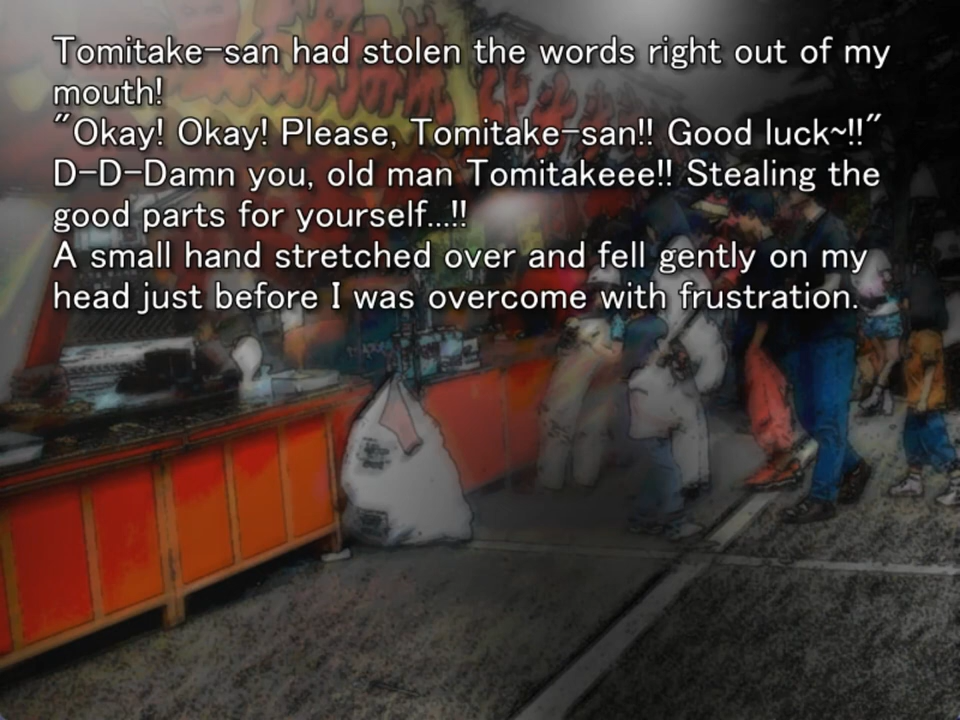 Tomitake-san had stolen the words right out of my
mouth!
"Okay! Okay! Please, Tomitake-san!! Good luck~!!"
D-D-Damn you, old man Tomitakeee!! Stealing the
good parts for yourself...!!
A small hand stretched over and fell gently on my
head just before I was overcome with frustration.